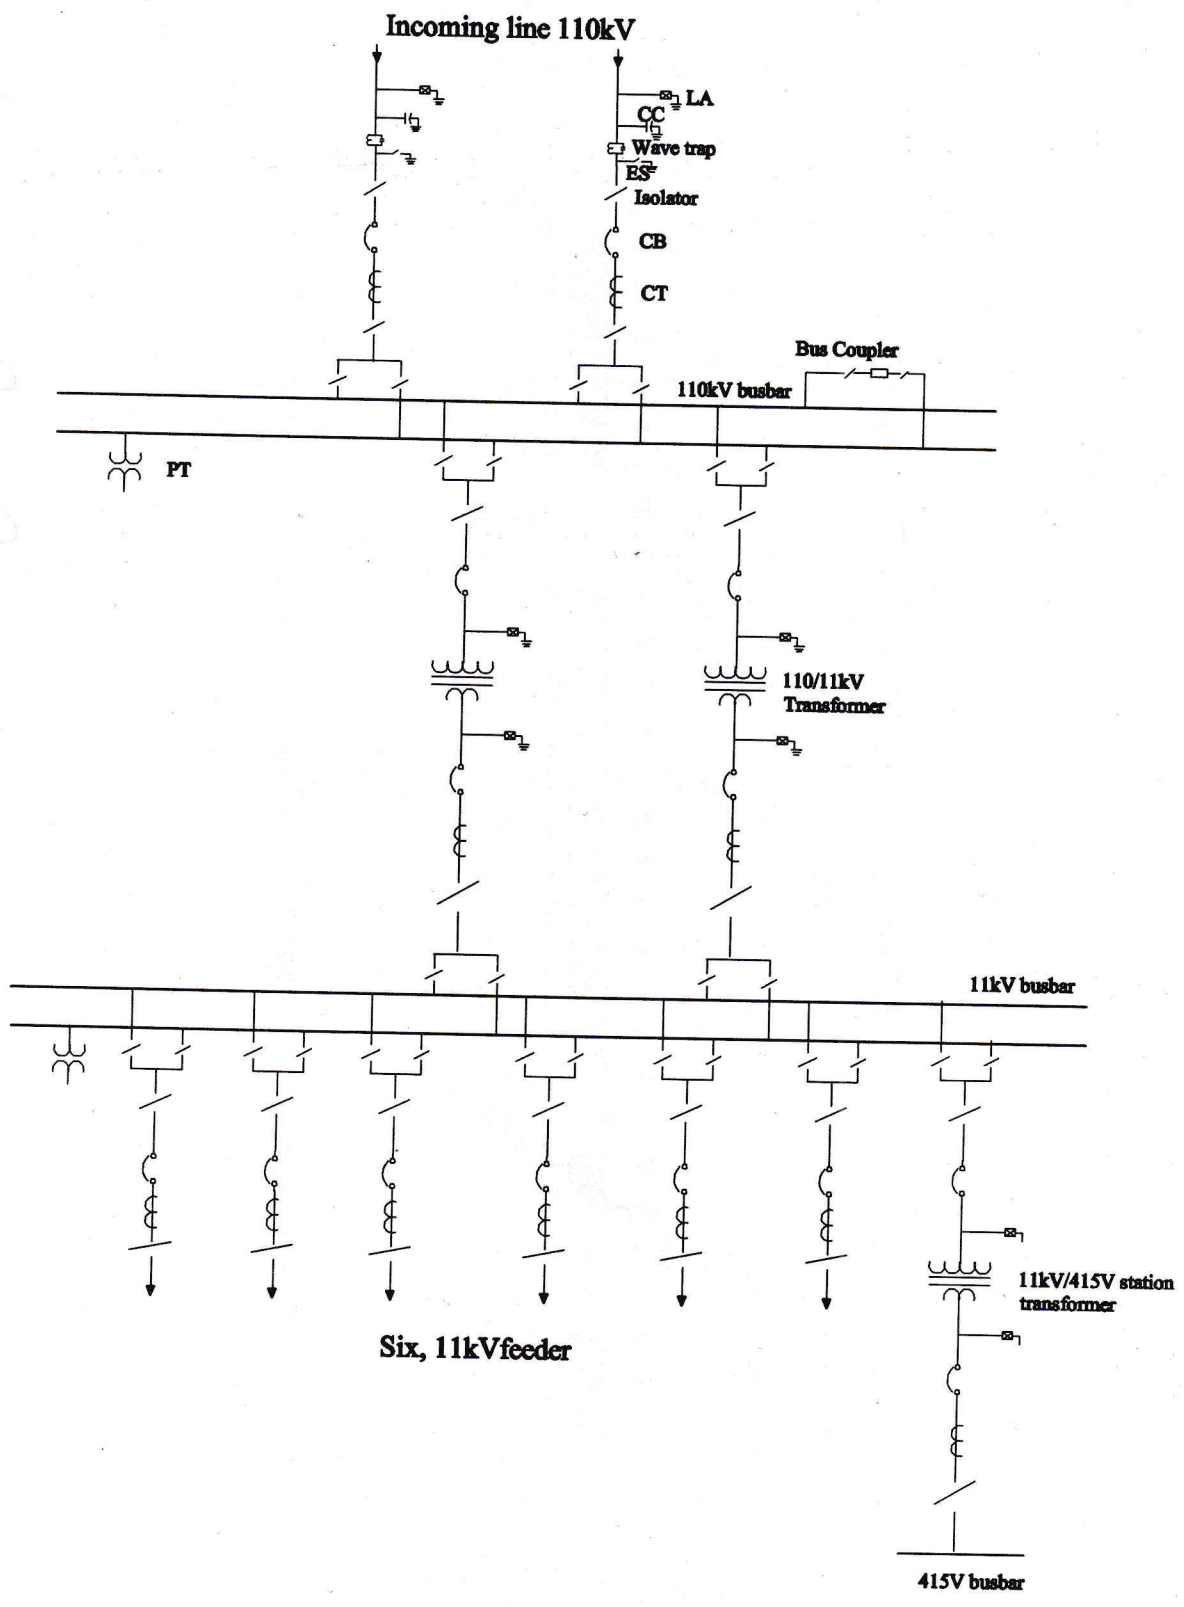 Incoming line 110kV
LA
CC
Wave trap
ES
Isolator
CB
CT
Bus Coupler
110kV busbar
PT
110/11kV
Transformer
11kV busbar
11kV/415V station
transformer
Six, 11kVfeeder
415V busbar